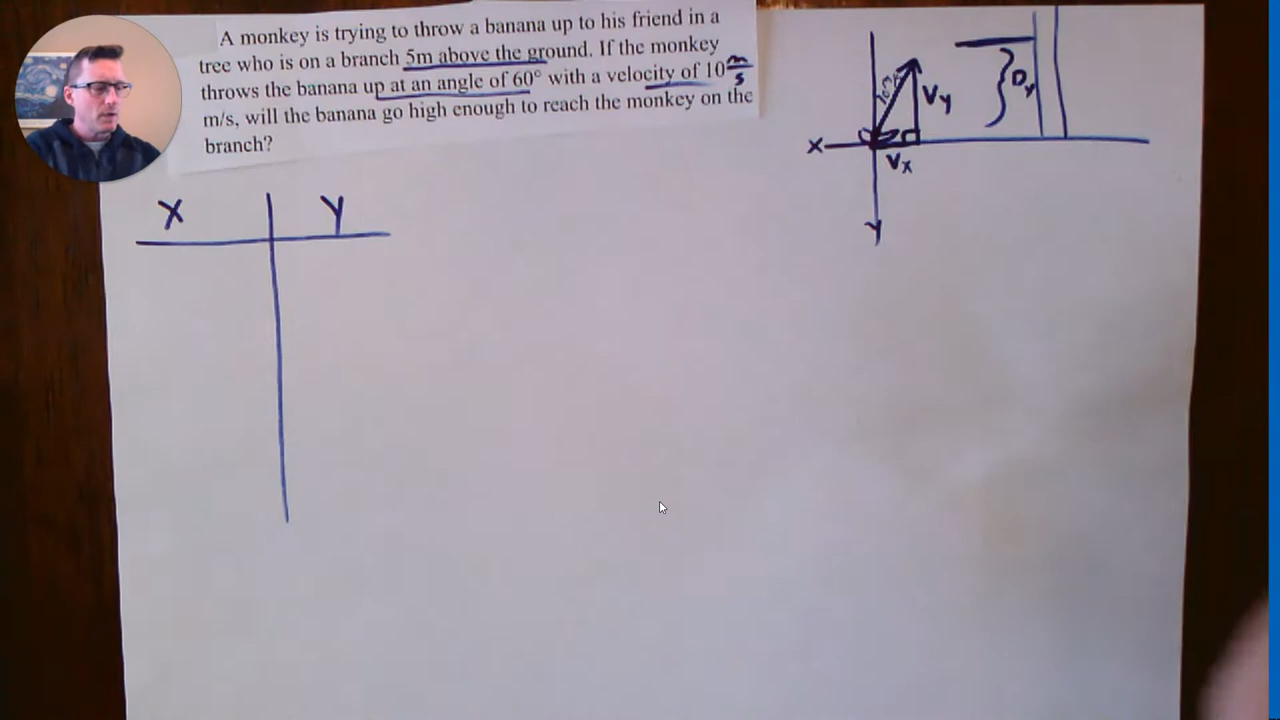 A monkey is trying to throw a banana up to his friend in a
tree who is on a branch 5m above the ground. If the monkey
throws the banana up at an angle of 60° with a velocity of 10 m/s
m/s, will the banana go high enough to reach the monkey on the
branch?
Vy
Dy
X
Vx
Y
X Y